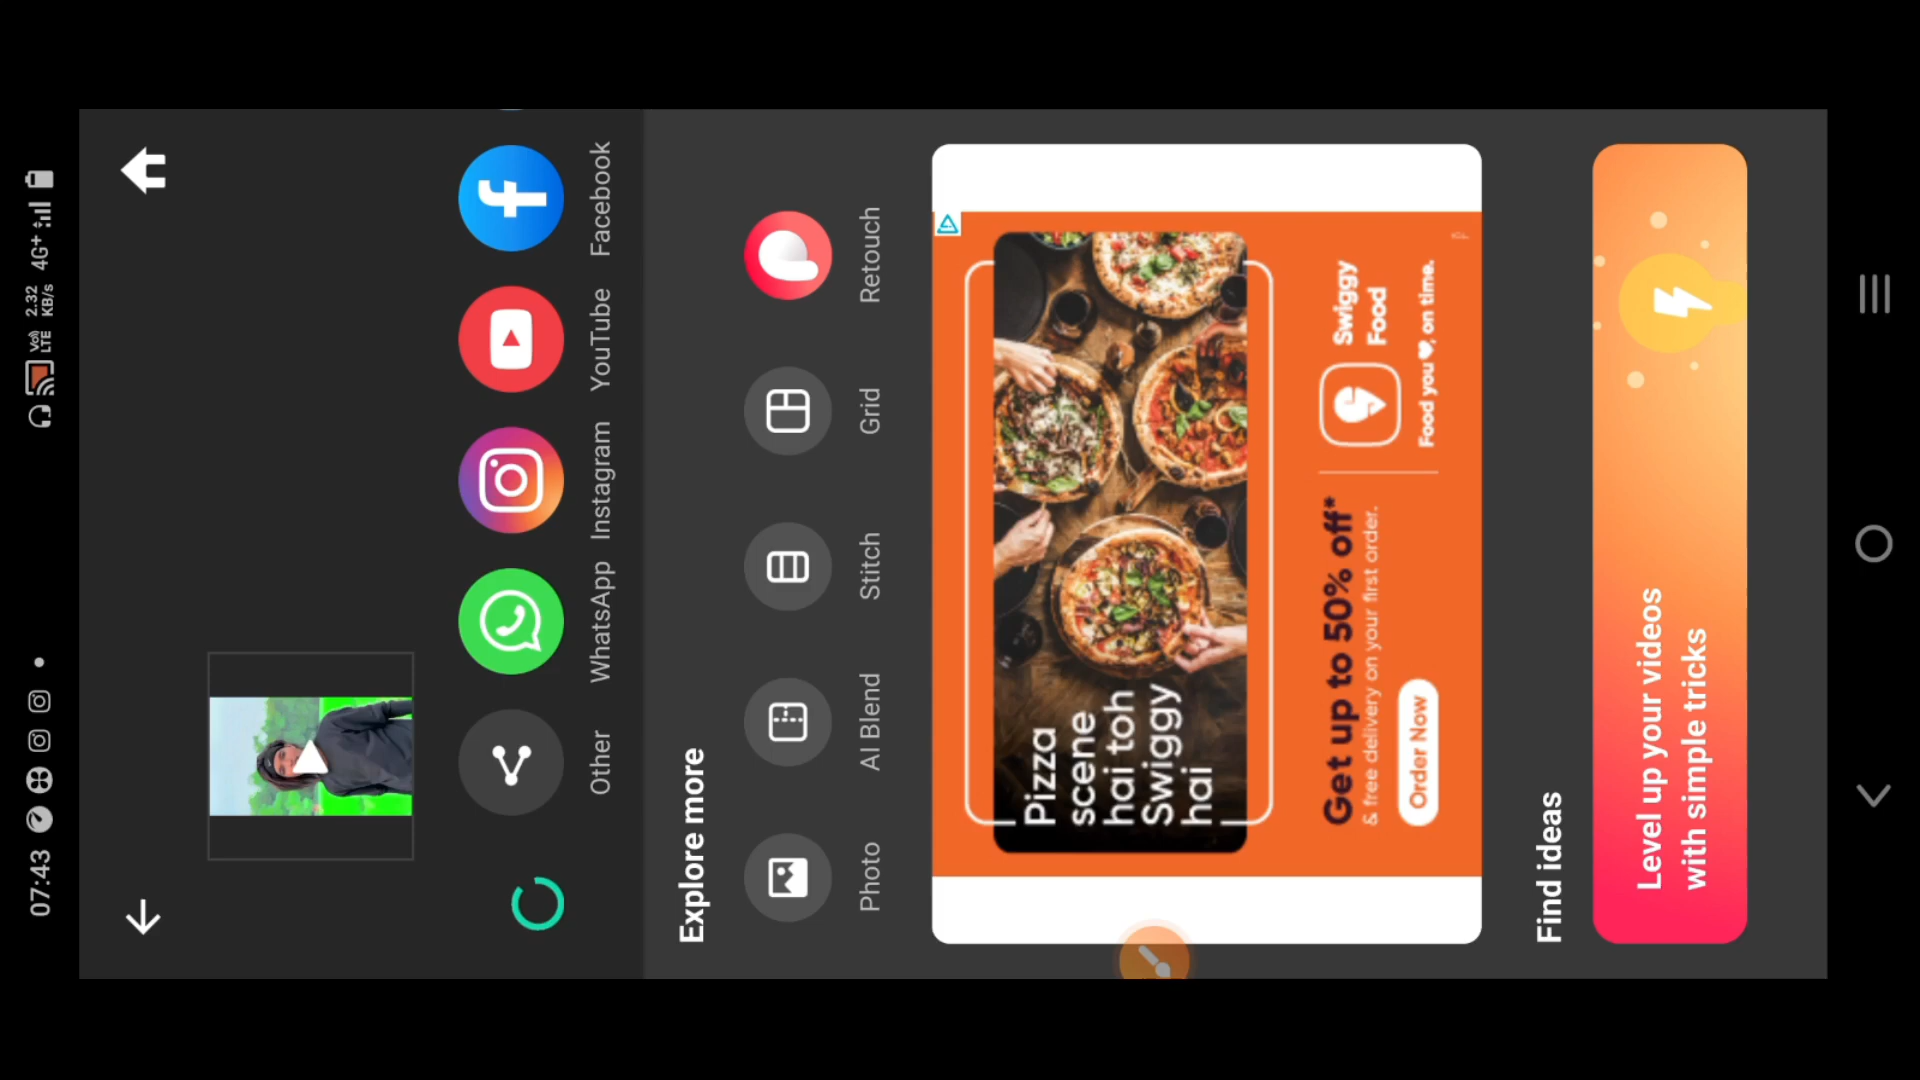 07:43
2.32
KB/s
Vo)
LTE
4G+
Other
WhatsApp
Instagram
YouTube
Facebook
Explore more
Photo
AI Blend
Stitch
Grid
Retouch
Pizza
scene
hai toh
Swiggy
hai
Get up to 50% off*
& free delivery on your first order.
Order Now
Swiggy
Food
Food you ♥, on time.
Find ideas
Level up your videos
with simple tricks